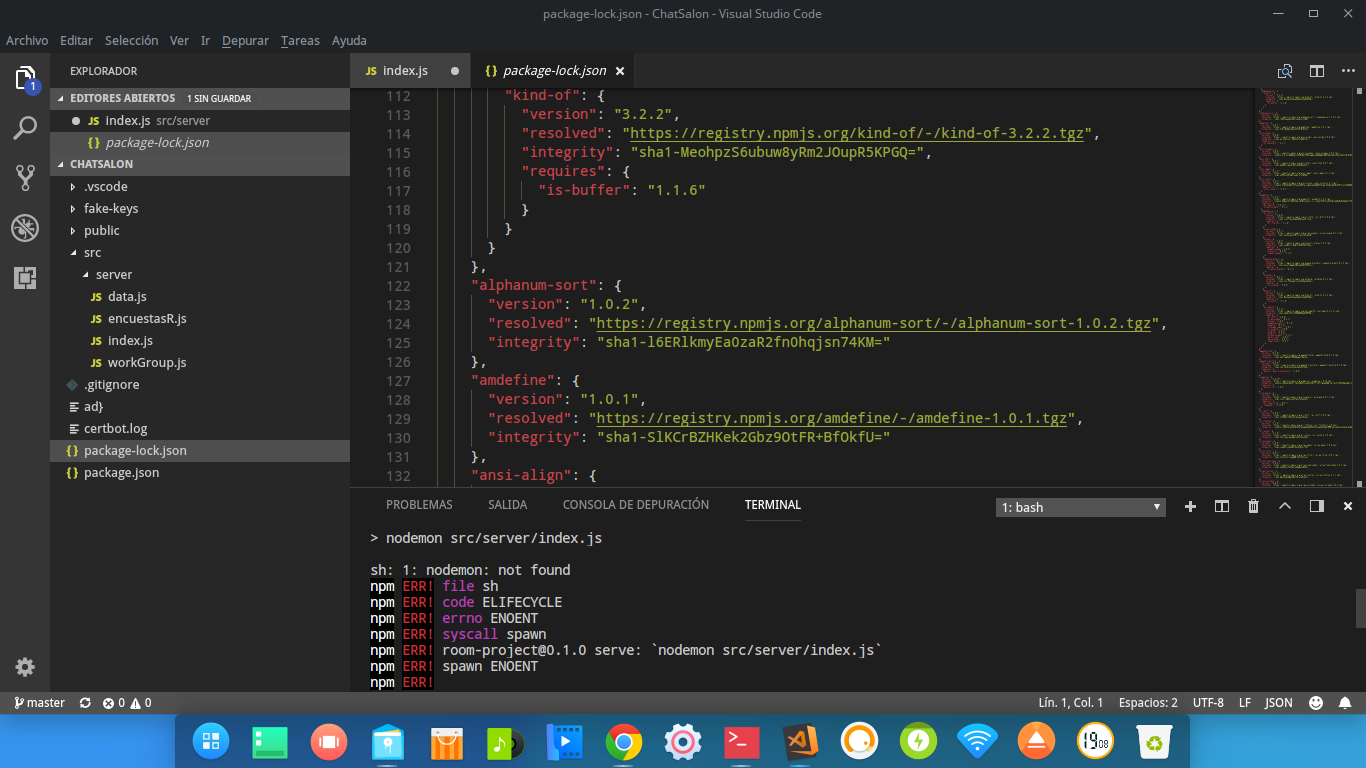 package-lock.json - ChatSalon - Visual Studio Code
Archivo Editar Selección Ver Ir Depurar Tareas Ayuda
EXPLORADOR
EDITORES ABIERTOS 1 SIN GUARDAR
index.js src/server
package-lock.json
CHATSALON
.vscode
fake-keys
public
src
server
data.js
encuestasR.js
index.js
workGroup.js
.gitignore
ad}
certbot.log
package-lock.json
package.json
1
JS index.js {} package-lock.json
112 "kind-of": {
113 "version": "3.2.2",
114 "resolved": "https://registry.npmjs.org/kind-of/-/kind-of-3.2.2.tgz",
115 "integrity": "sha1-MeohpzS6ubuw8yRm2JOupR5KPGQ=",
116 "requires": {
117 "is-buffer": "1.1.6"
118 }
119 }
120 }
121 },
122 "alphanum-sort": {
123 "version": "1.0.2",
124 "resolved": "https://registry.npmjs.org/alphanum-sort/-/alphanum-sort-1.0.2.tgz",
125 "integrity": "sha1-l6ERlkmyEa0zaR2fnOhqjsn74KM="
126 },
127 "amdefine": {
128 "version": "1.0.1",
129 "resolved": "https://registry.npmjs.org/amdefine/-/amdefine-1.0.1.tgz",
130 "integrity": "sha1-SlKCrBZHKek2Gbz9OtFR+BfOkfU="
131 },
132 "ansi-align": {
PROBLEMAS SALIDA CONSOLA DE DEPURACIÓN TERMINAL 1: bash
> nodemon src/server/index.js
sh: 1: nodemon: not found
npm ERR! file sh
npm ERR! code ELIFECYCLE
npm ERR! errno ENOENT
npm ERR! syscall spawn
npm ERR! room-project@0.1.0 serve: `nodemon src/server/index.js`
npm ERR! spawn ENOENT
npm ERR!
master 0 0 Lín. 1, Col. 1 Espacios: 2 UTF-8 LF JSON
19 08